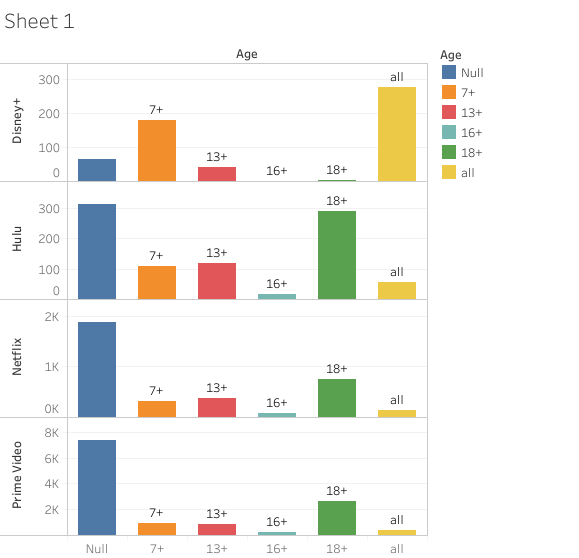 Sheet 1
Age
Disney+
300
200
100
0
7+
13+
16+
18+
all
Hulu
300
200
100
0
7+
13+
16+
18+
all
Netflix
2K
1K
0K
7+
13+
16+
18+
all
Prime Video
8K
6K
4K
2K
7+
13+
16+
18+
all
Null
7+
13+
16+
18+
all
Age
Null
7+
13+
16+
18+
all